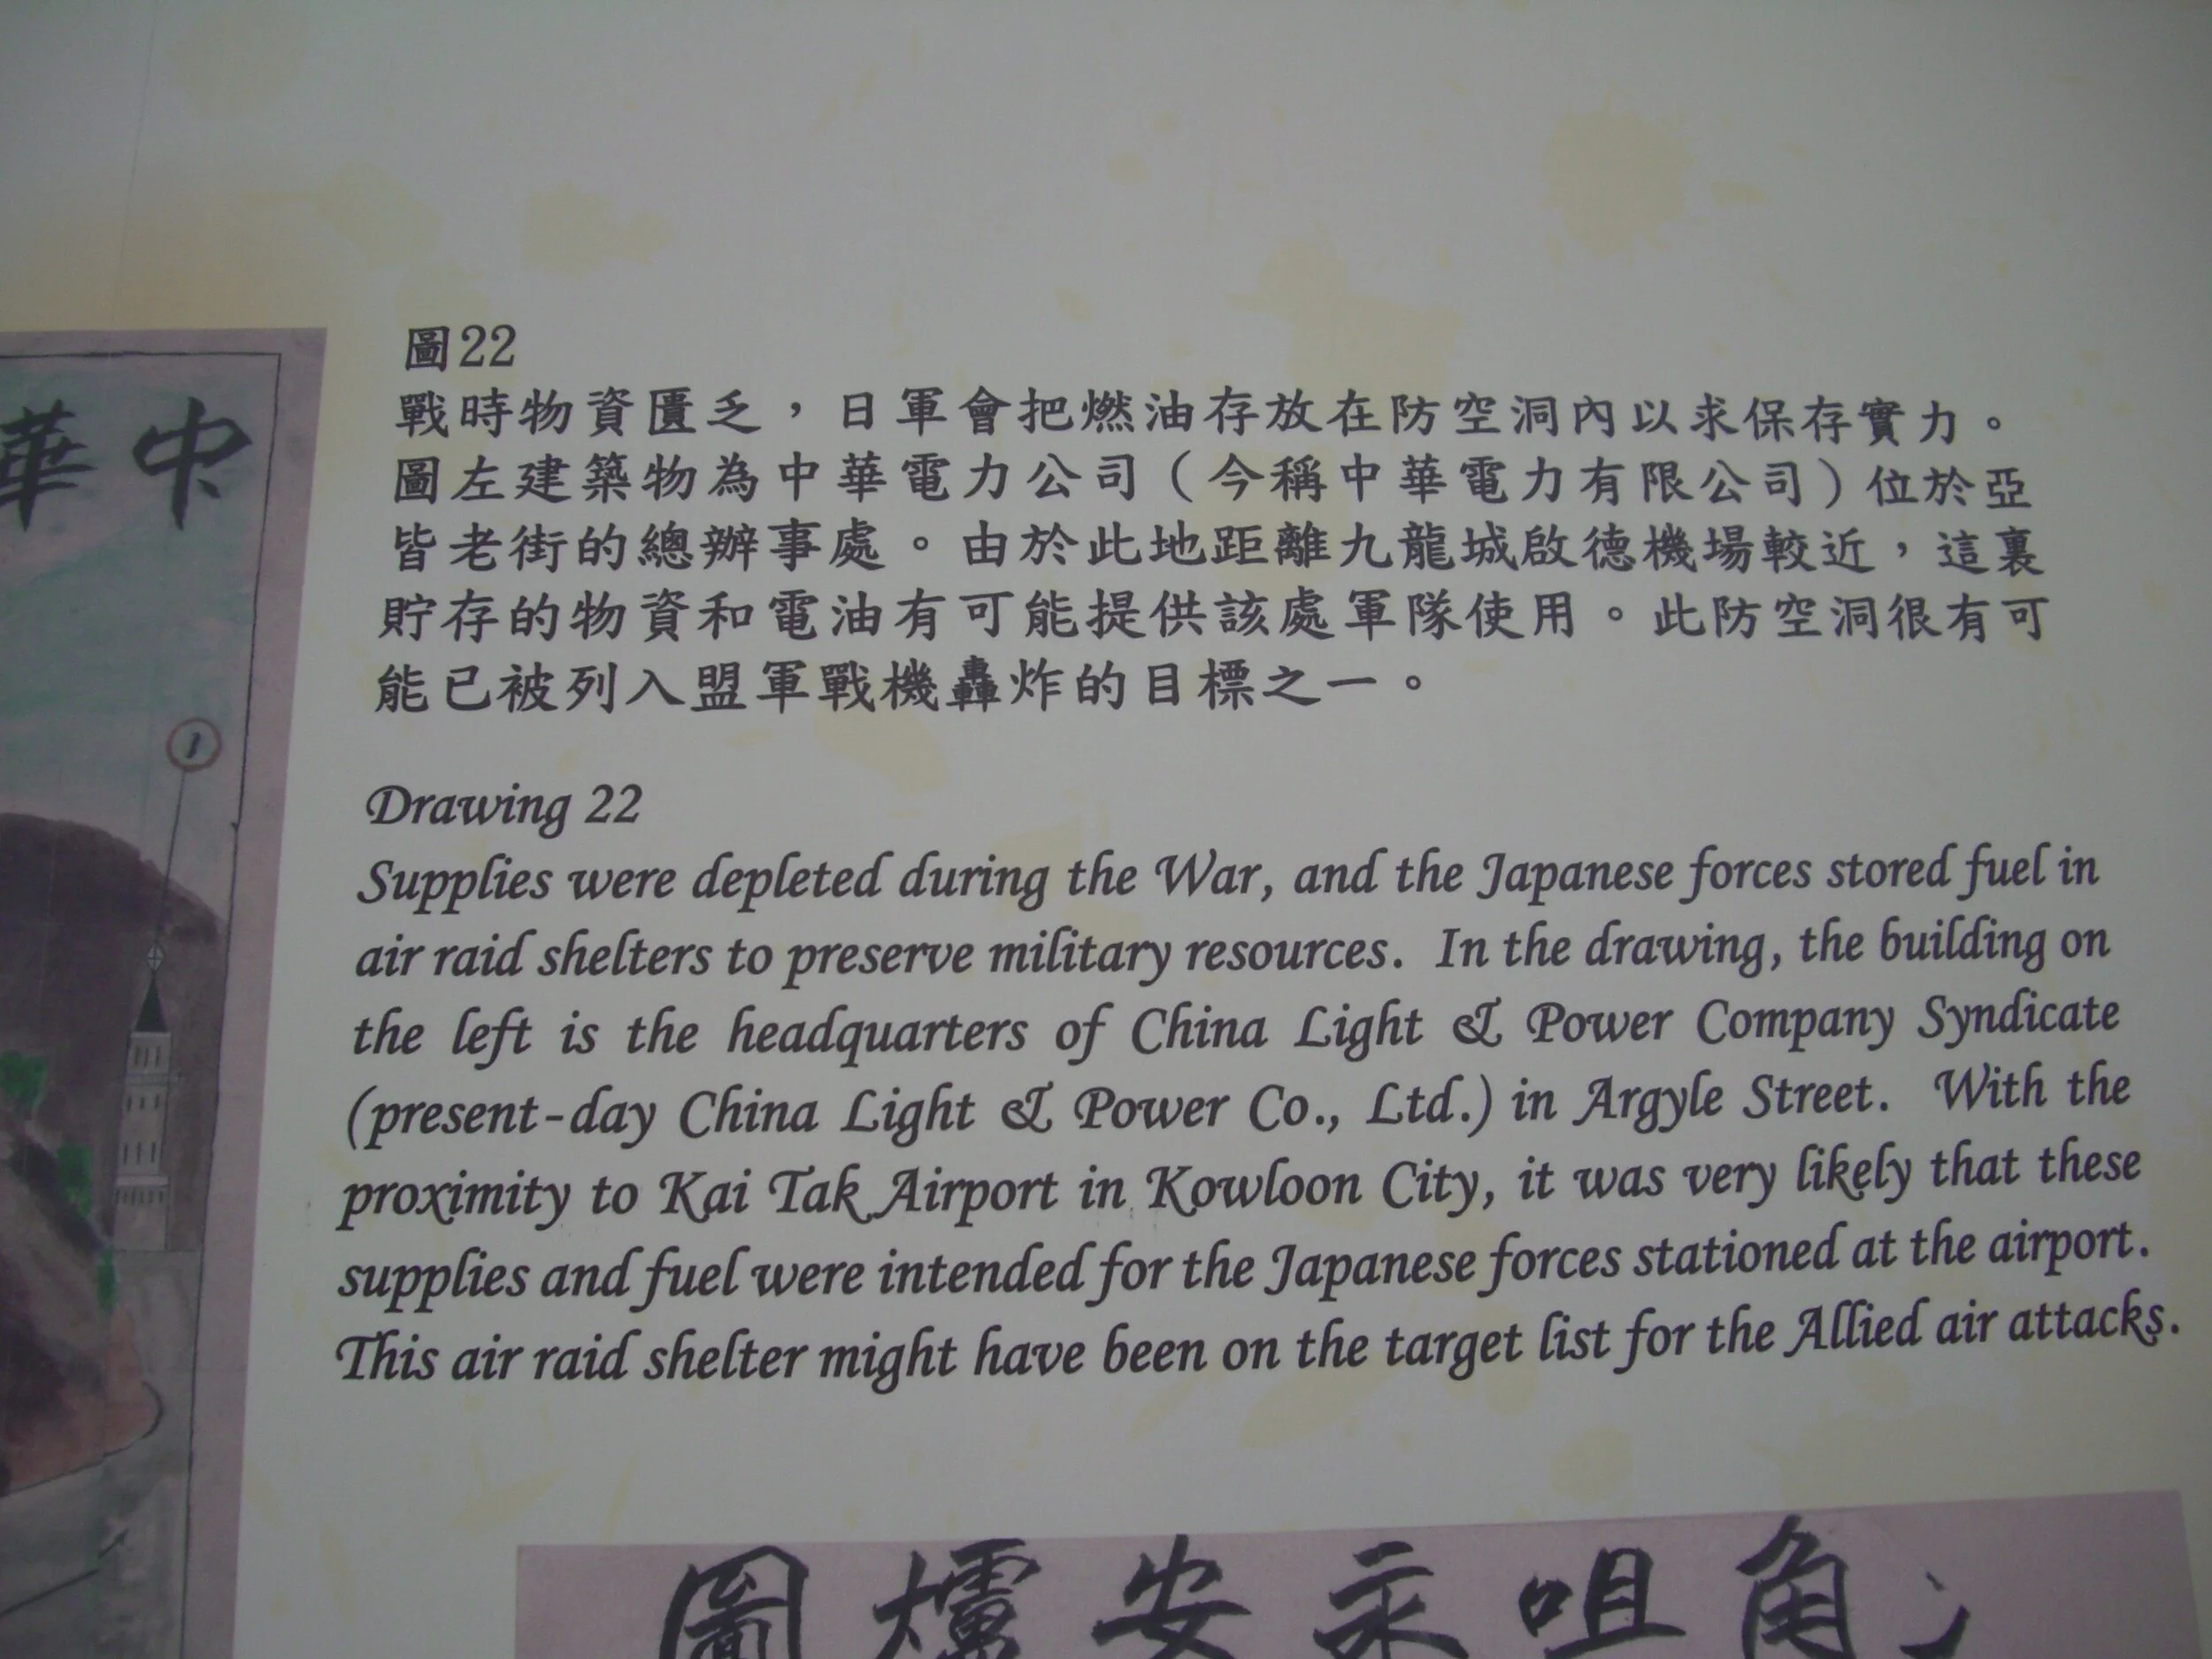 中華
1
圖22
戰時物資匱乏，日軍會把燃油存放在防空洞內以求保存實力。
圖左建築物為中華電力公司（今稱中華電力有限公司）位於亞
皆老街的總辦事處。由於此地距離九龍城啟德機場較近，這裏
貯存的物資和電油有可能提供該處軍隊使用。此防空洞很有可
能已被列入盟軍戰機轟炸的目標之一。
Drawing 22
Supplies were depleted during the War, and the Japanese forces stored fuel in
air raid shelters to preserve military resources. In the drawing, the building on
the left is the headquarters of China Light & Power Company Syndicate
(present-day China Light & Power Co., Ltd.) in Argyle Street. With the
proximity to Kai Tak Airport in Kowloon City, it was very likely that these
supplies and fuel were intended for the Japanese forces stationed at the airport.
This air raid shelter might have been on the target list for the Allied air attacks.
角咀永安爐圖